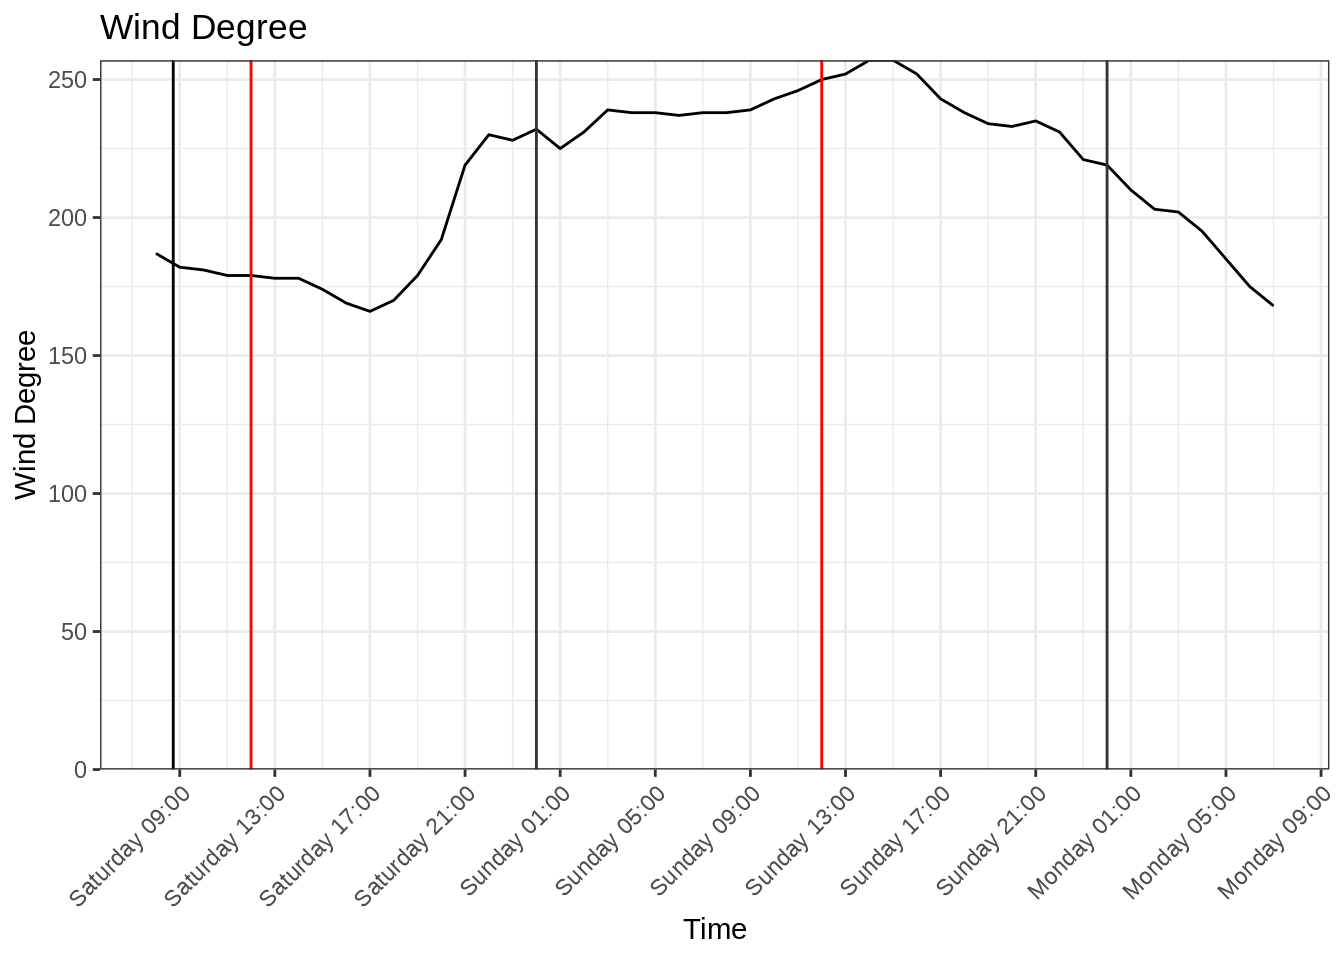 Wind Degree
Wind Degree
250
200
150
100
50
0
Saturday 09:00
Saturday 13:00
Saturday 17:00
Saturday 21:00
Sunday 01:00
Sunday 05:00
Sunday 09:00
Sunday 13:00
Sunday 17:00
Sunday 21:00
Monday 01:00
Monday 05:00
Monday 09:00
Time